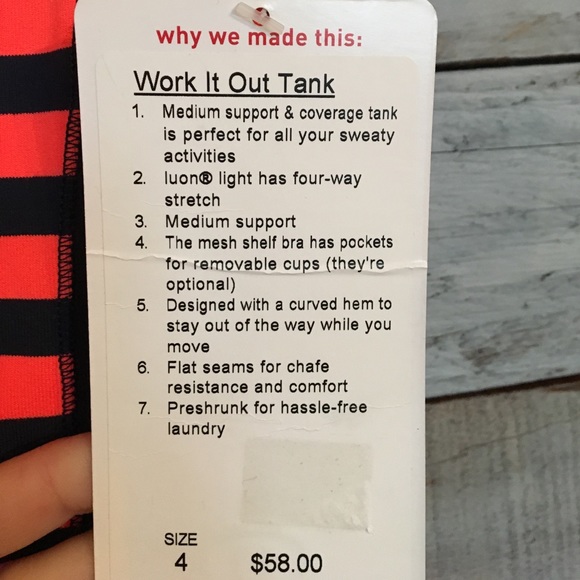 why we made this:
Work It Out Tank
1. Medium support & coverage tank
is perfect for all your sweaty
activities
2. luon® light has four-way
stretch
3. Medium support
4. The mesh shelf bra has pockets
for removable cups (they're
optional)
5. Designed with a curved hem to
stay out of the way while you
move
6. Flat seams for chafe
resistance and comfort
7. Preshrunk for hassle-free
laundry
SIZE
4 $58.00